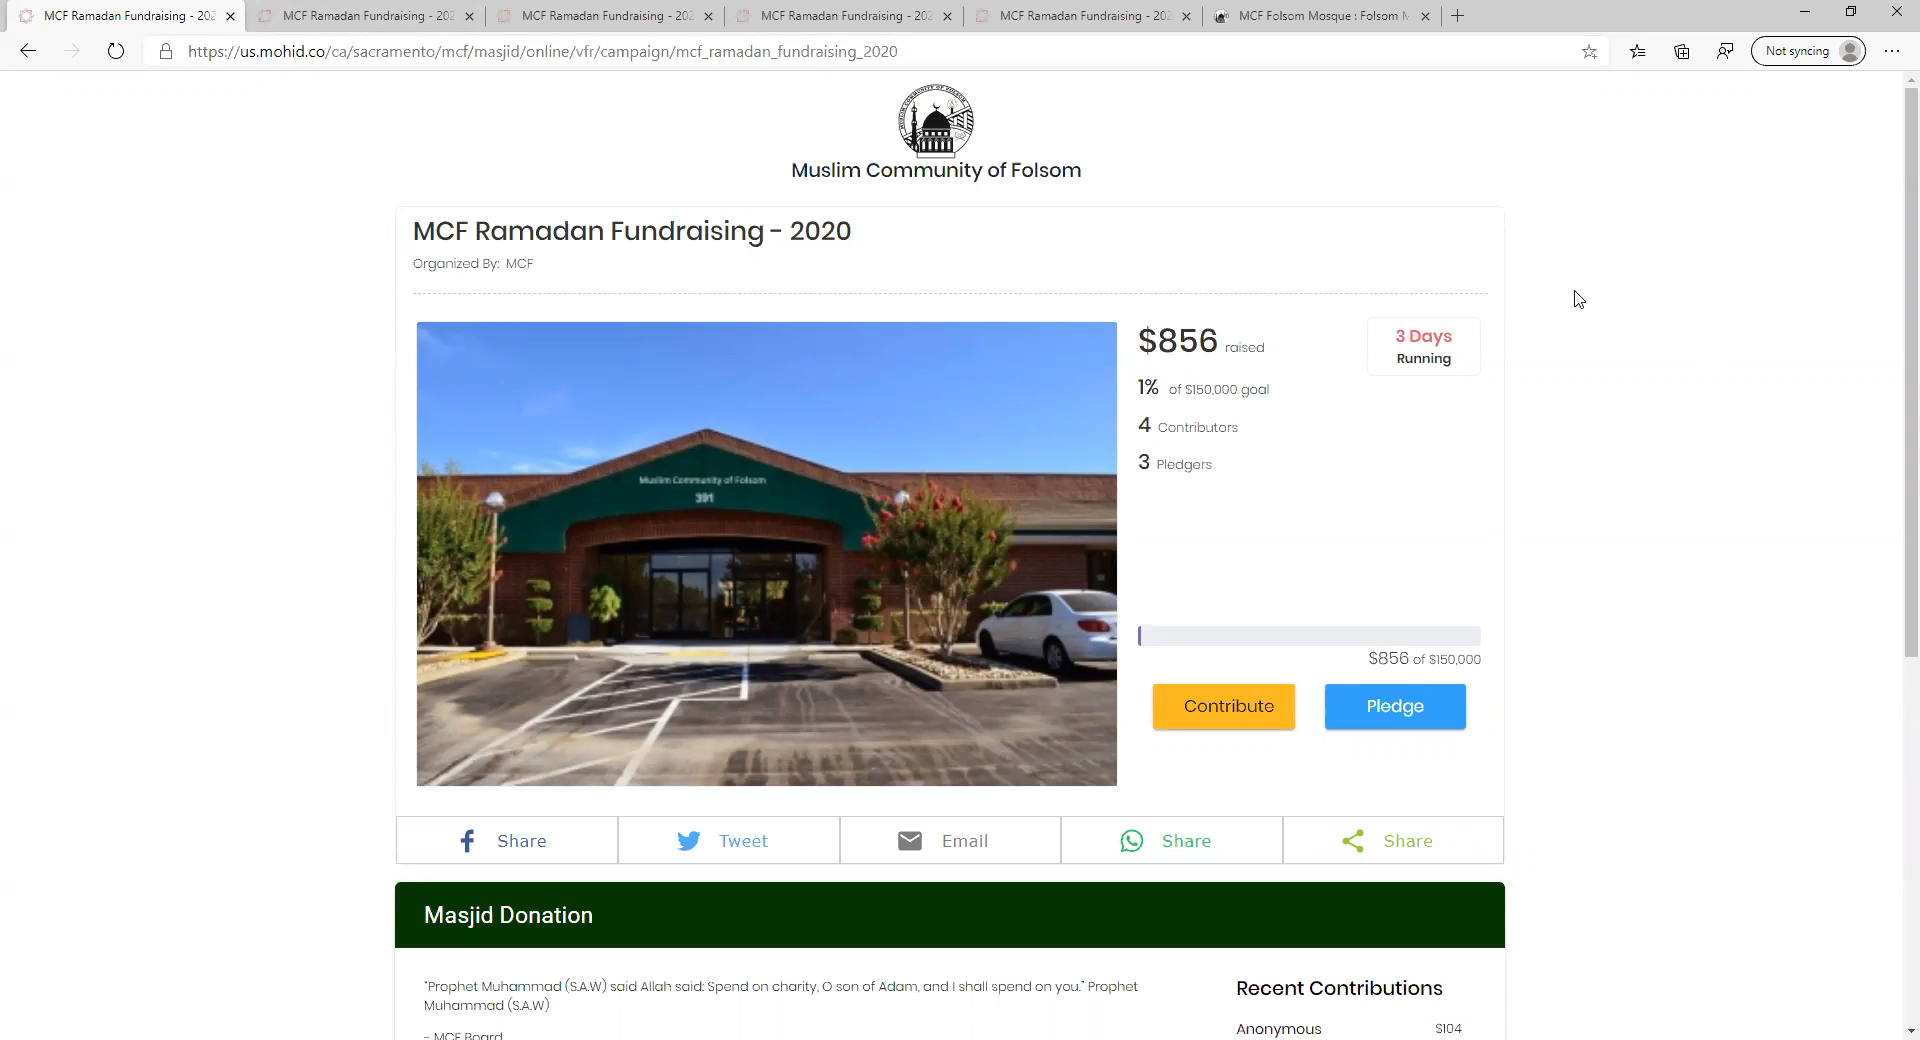 MCF Ramadan Fundraising - 202
MCF Ramadan Fundraising - 202
MCF Ramadan Fundraising - 202
MCF Ramadan Fundraising - 202
MCF Ramadan Fundraising - 202
MCF Folsom Mosque : Folsom M
https://us.mohid.co/ca/sacramento/mcf/masjid/online/vfr/campaign/mcf_ramadan_fundraising_2020
Not syncing
MUSLIM COMMUNITY OF FOLSOM
Muslim Community of Folsom
MCF Ramadan Fundraising - 2020
Organized By: MCF
Muslim Community of Folsom
391
$856 raised
3 Days
Running
1% of $150,000 goal
4 Contributors
3 Pledgers
$856 of $150,000
Contribute
Pledge
Share
Tweet
Email
Share
Share
Masjid Donation
"Prophet Muhammad (S.A.W) said Allah said: Spend on charity, O son of Adam, and I shall spend on you." Prophet
Muhammad (S.A.W)
- MCF Board
Recent Contributions
Anonymous $104